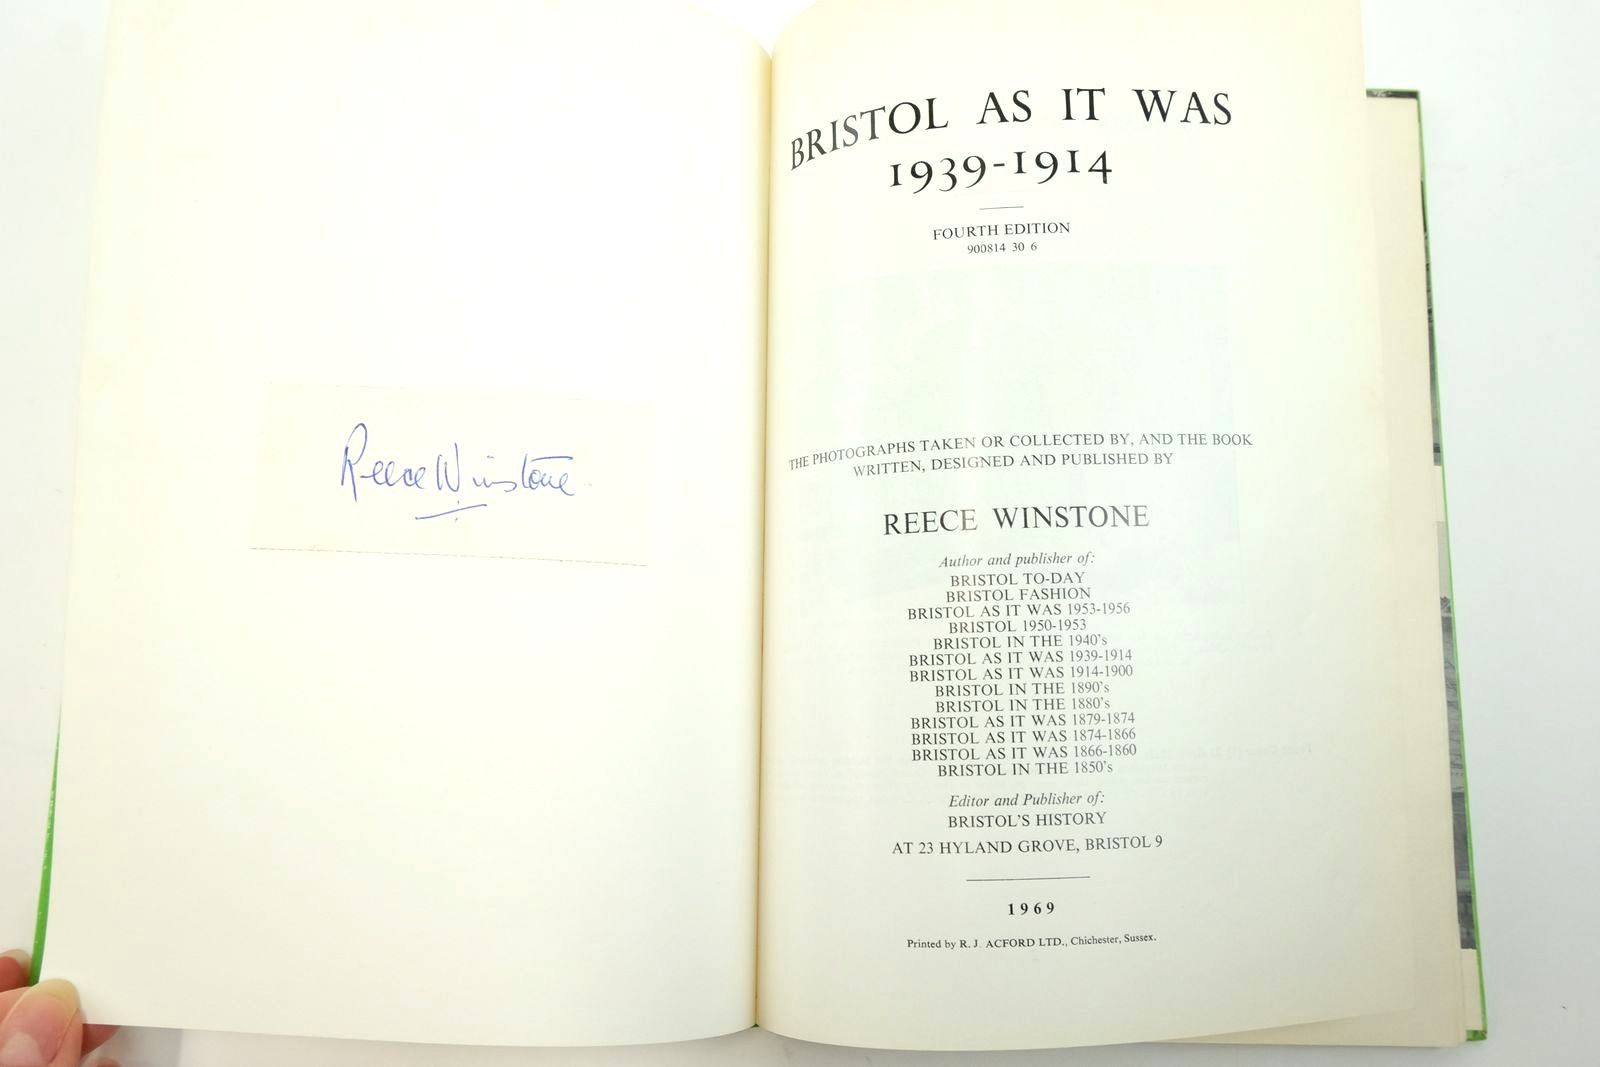 Reece Winstone
BRISTOL AS IT WAS
1939-1914
FOURTH EDITION
900814 30 6
THE PHOTOGRAPHS TAKEN OR COLLECTED BY, AND THE BOOK
WRITTEN, DESIGNED AND PUBLISHED BY
REECE WINSTONE
Author and publisher of:
BRISTOL TO-DAY
BRISTOL FASHION
BRISTOL AS IT WAS 1953-1956
BRISTOL 1950-1953
BRISTOL IN THE 1940's
BRISTOL AS IT WAS 1939-1914
BRISTOL AS IT WAS 1914-1900
BRISTOL IN THE 1890's
BRISTOL IN THE 1880's
BRISTOL AS IT WAS 1879-1874
BRISTOL AS IT WAS 1874-1866
BRISTOL AS IT WAS 1866-1860
BRISTOL IN THE 1850's
Editor and Publisher of:
BRISTOL'S HISTORY
AT 23 HYLAND GROVE, BRISTOL 9
1969
Printed by R. J. ACFORD LTD., Chichester, Sussex.